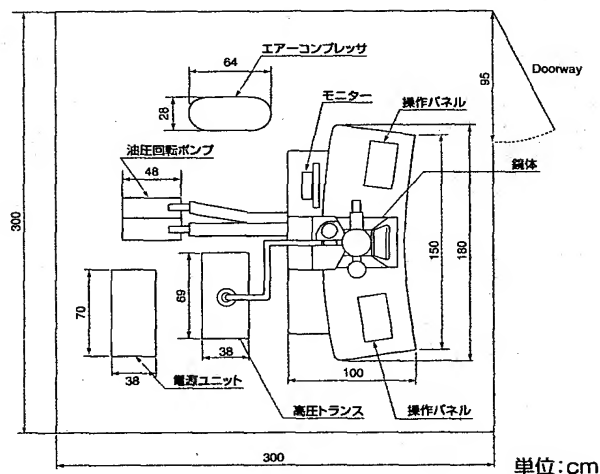 エアーコンプレッサ
64
28
モニター
操作パネル
95
Doorway
油圧回転ポンプ
48
鏡体
300
150
180
69
70
38
38
100
電源ユニット
高圧トランス
操作パネル
300
単位:cm